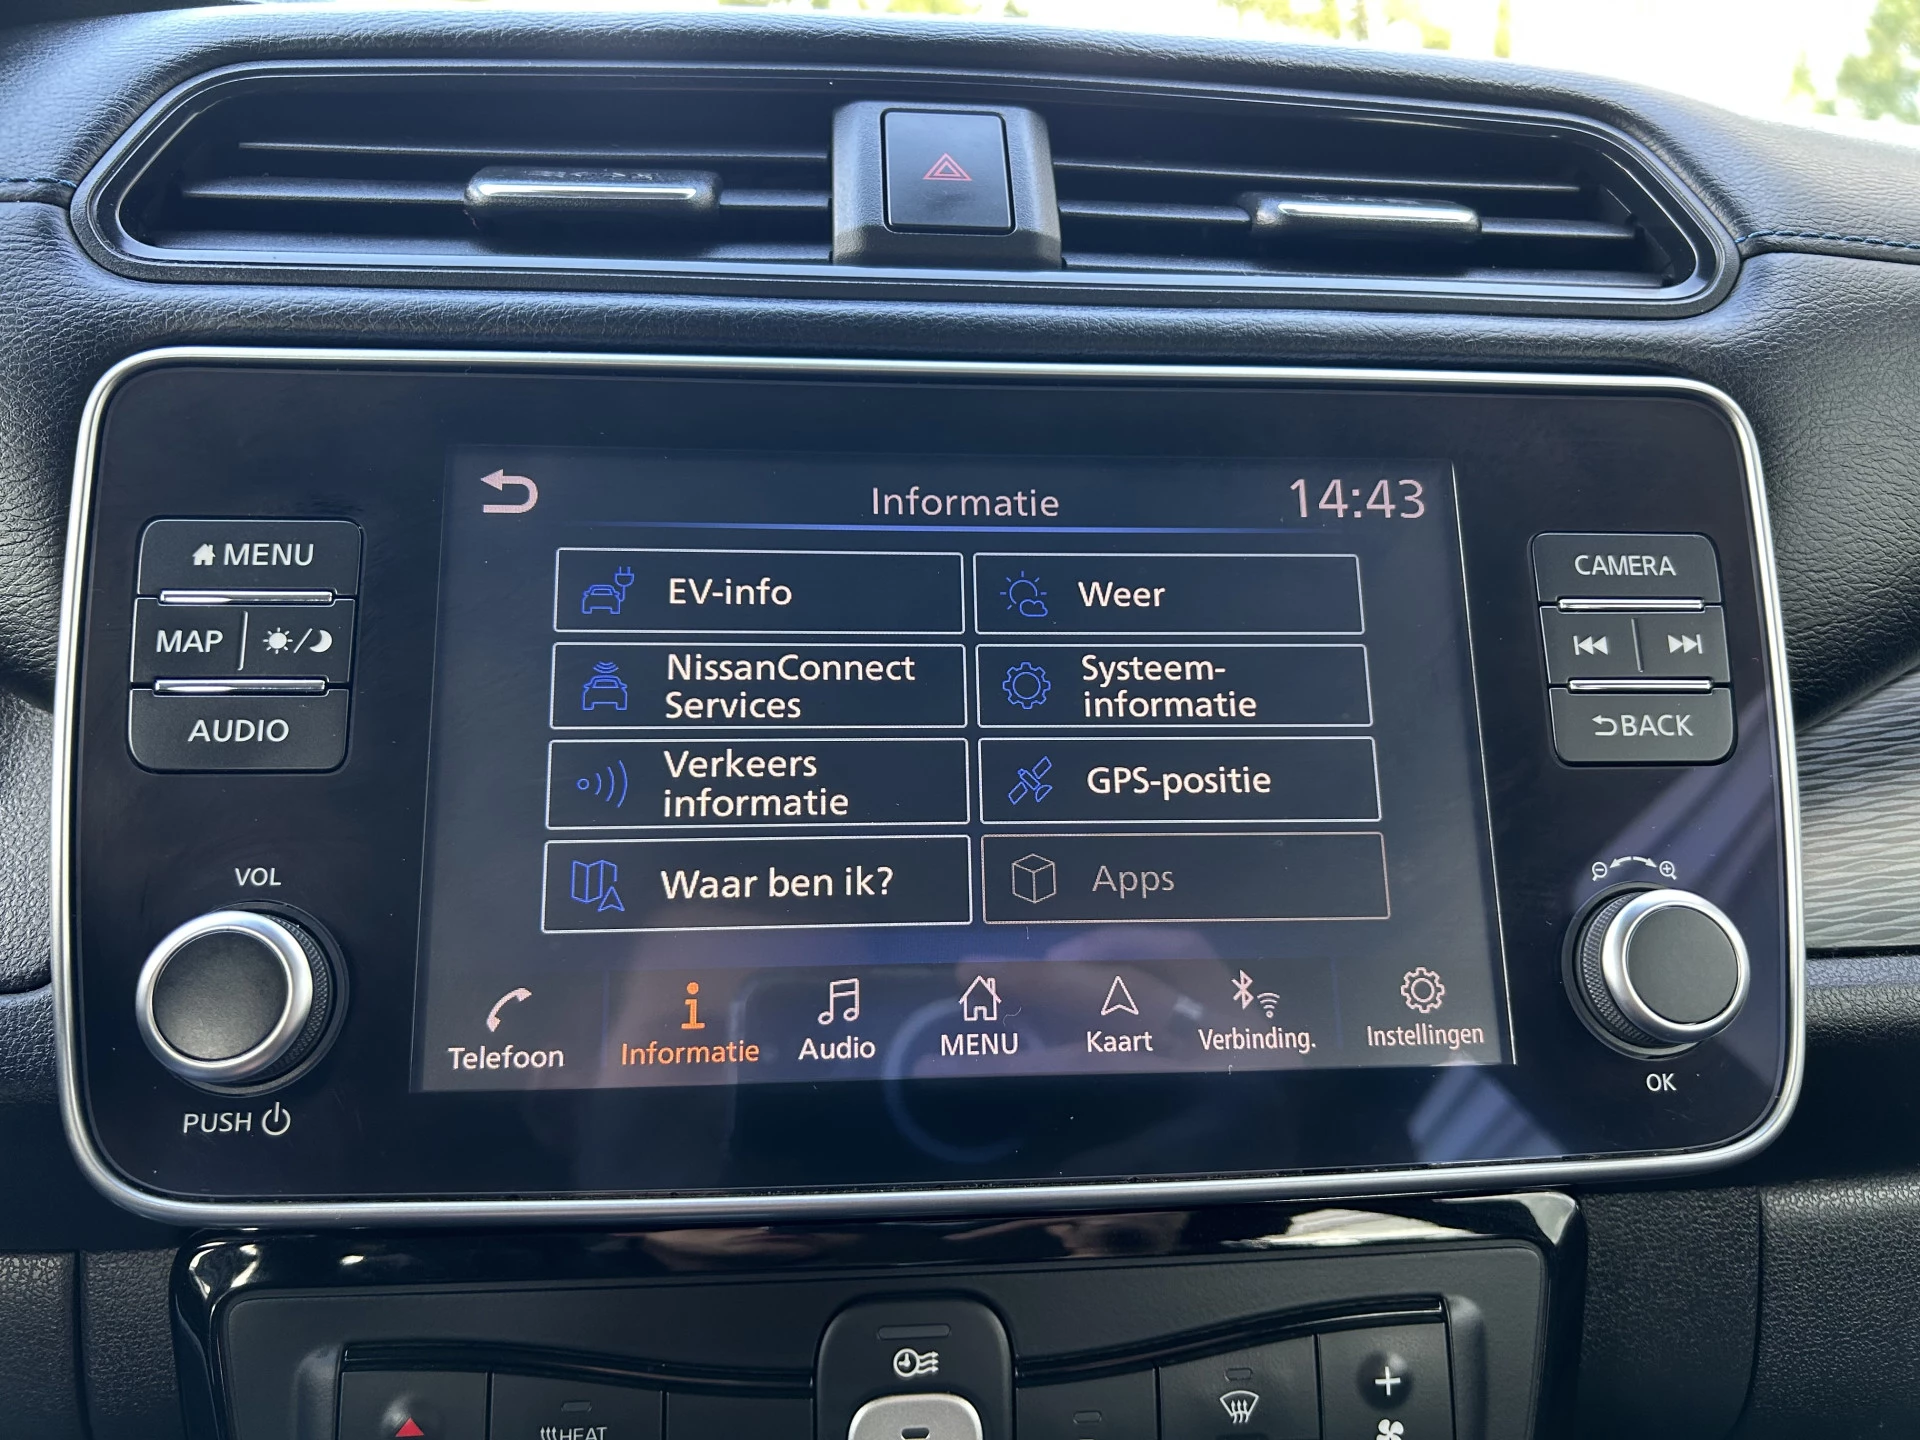 Informatie
14:43
MENU
MAP
AUDIO
VOL
PUSH
EV-info
Weer
NissanConnect
Services
Systeem-
informatie
Verkeers
informatie
GPS-positie
Waar ben ik?
Apps
Telefoon
Informatie
Audio
MENU
Kaart
Verbinding.
Instellingen
CAMERA
BACK
OK
HEAT